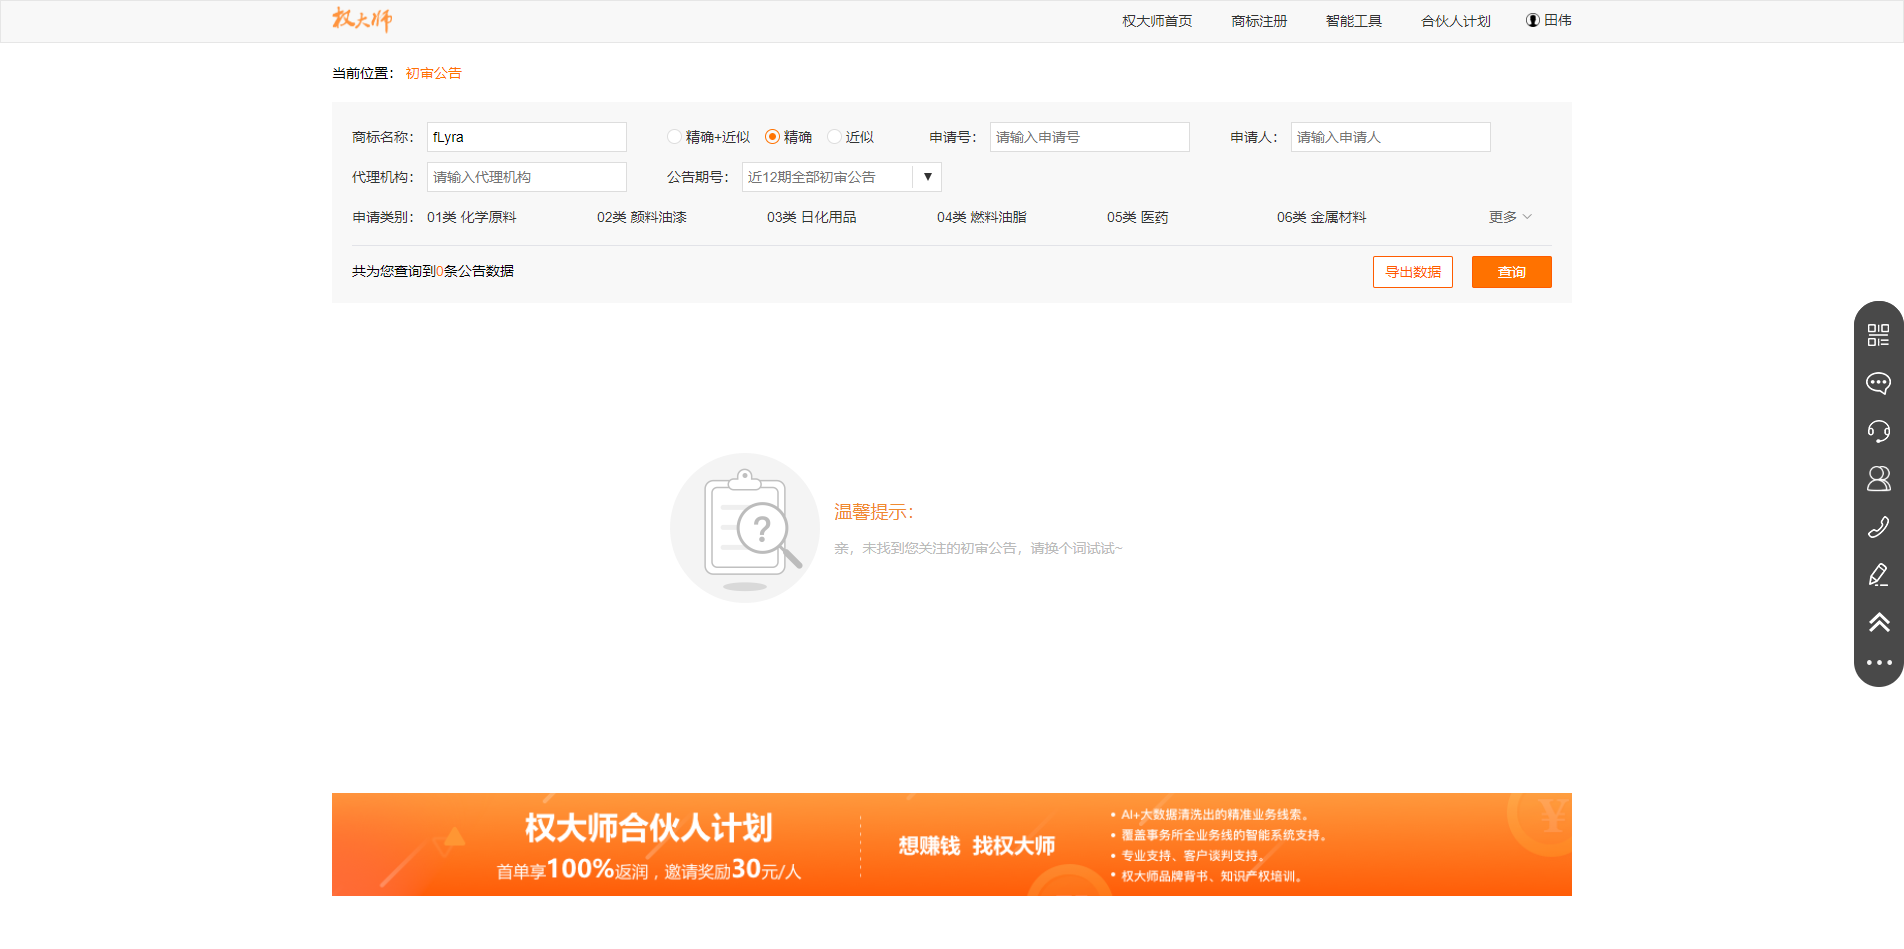 权大师
权大师首页 商标注册 智能工具 合伙人计划 田伟
当前位置： 初审公告
商标名称： fLyra 精确+近似 精确 近似 申请号： 请输入申请号 申请人： 请输入申请人
代理机构： 请输入代理机构 公告期号： 近12期全部初审公告 ▼
申请类别： 01类 化学原料 02类 颜料油漆 03类 日化用品 04类 燃料油脂 05类 医药 06类 金属材料 更多
共为您查询到0条公告数据 导出数据 查询
?
温馨提示：
亲，未找到您关注的初审公告，请换个词试试~
权大师合伙人计划
首单享100%返润，邀请奖励30元/人
想赚钱 找权大师
• AI+大数据清洗出的精准业务线索。
• 覆盖事务所全业务线的智能系统支持。
• 专业支持、客户谈判支持。
• 权大师品牌背书、知识产权培训。
¥